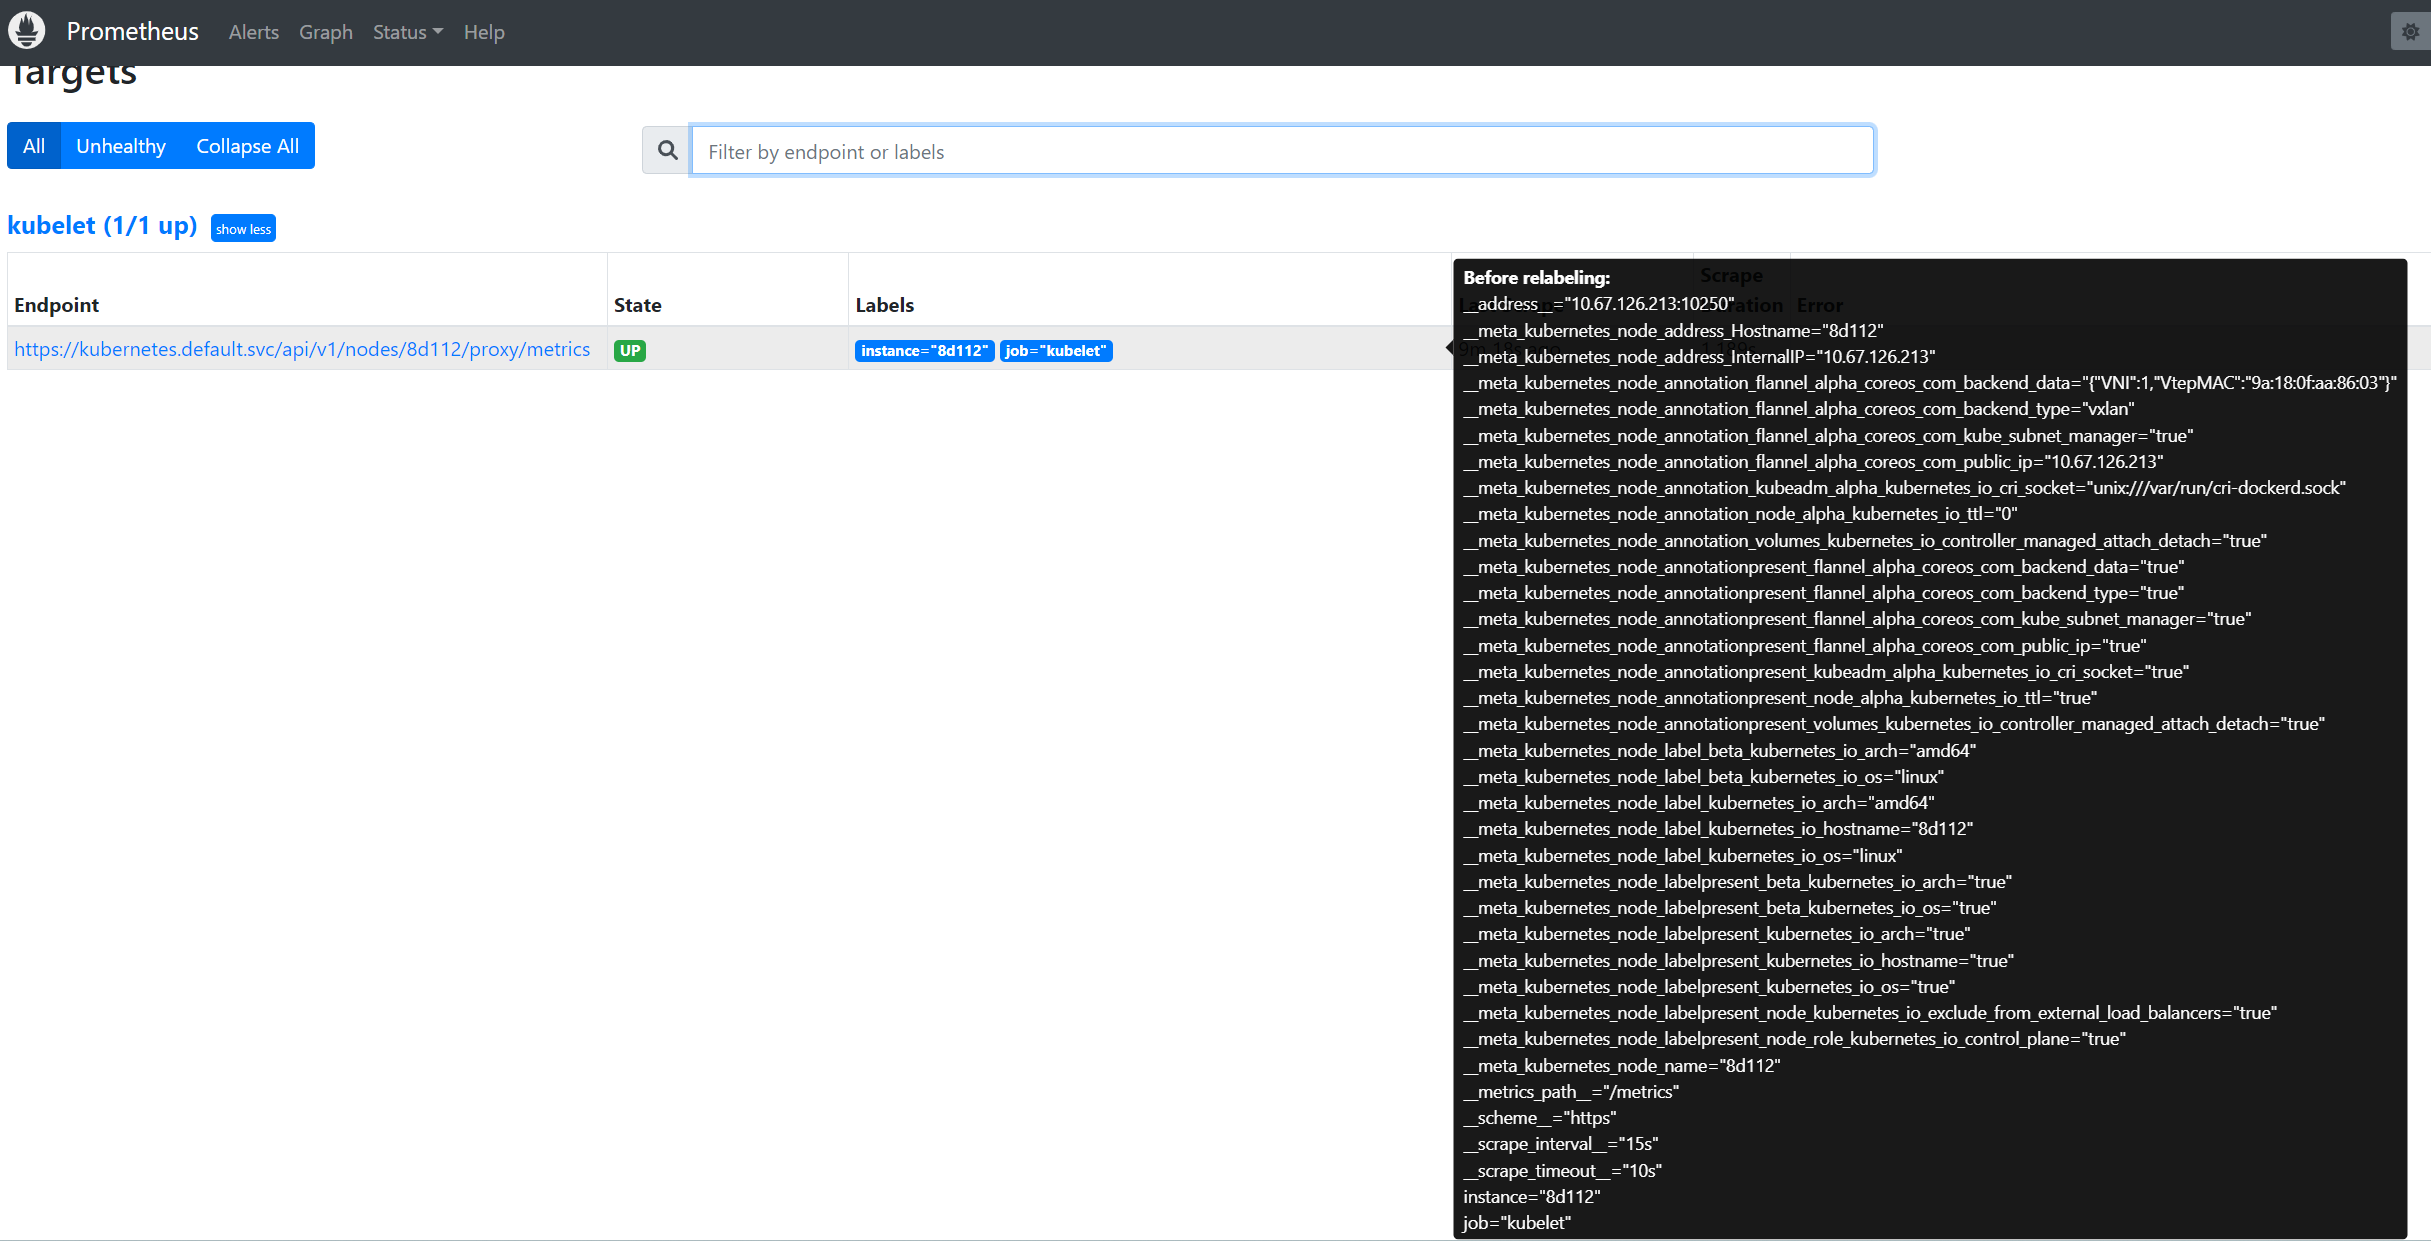 Prometheus Alerts Graph Status Help
Targets
All Unhealthy Collapse All
Filter by endpoint or labels
kubelet (1/1 up) show less
Endpoint State Labels Scrape
Error
https://kubernetes.default.svc/api/v1/nodes/8d112/proxy/metrics UP instance="8d112" job="kubelet"
Before relabeling:
__address__="10.67.126.213:10250"
__meta_kubernetes_node_address_Hostname="8d112"
__meta_kubernetes_node_address_InternalIP="10.67.126.213"
__meta_kubernetes_node_annotation_flannel_alpha_coreos_com_backend_data="{"VNI":1,"VtepMAC":"9a:18:0f:aa:86:03"}"
__meta_kubernetes_node_annotation_flannel_alpha_coreos_com_backend_type="vxlan"
__meta_kubernetes_node_annotation_flannel_alpha_coreos_com_kube_subnet_manager="true"
__meta_kubernetes_node_annotation_flannel_alpha_coreos_com_public_ip="10.67.126.213"
__meta_kubernetes_node_annotation_kubeadm_alpha_kubernetes_io_cri_socket="unix:///var/run/cri-dockerd.sock"
__meta_kubernetes_node_annotation_node_alpha_kubernetes_io_ttl="0"
__meta_kubernetes_node_annotation_volumes_kubernetes_io_controller_managed_attach_detach="true"
__meta_kubernetes_node_annotationpresent_flannel_alpha_coreos_com_backend_data="true"
__meta_kubernetes_node_annotationpresent_flannel_alpha_coreos_com_backend_type="true"
__meta_kubernetes_node_annotationpresent_flannel_alpha_coreos_com_kube_subnet_manager="true"
__meta_kubernetes_node_annotationpresent_flannel_alpha_coreos_com_public_ip="true"
__meta_kubernetes_node_annotationpresent_kubeadm_alpha_kubernetes_io_cri_socket="true"
__meta_kubernetes_node_annotationpresent_node_alpha_kubernetes_io_ttl="true"
__meta_kubernetes_node_annotationpresent_volumes_kubernetes_io_controller_managed_attach_detach="true"
__meta_kubernetes_node_label_beta_kubernetes_io_arch="amd64"
__meta_kubernetes_node_label_beta_kubernetes_io_os="linux"
__meta_kubernetes_node_label_kubernetes_io_arch="amd64"
__meta_kubernetes_node_label_kubernetes_io_hostname="8d112"
__meta_kubernetes_node_label_kubernetes_io_os="linux"
__meta_kubernetes_node_labelpresent_beta_kubernetes_io_arch="true"
__meta_kubernetes_node_labelpresent_beta_kubernetes_io_os="true"
__meta_kubernetes_node_labelpresent_kubernetes_io_arch="true"
__meta_kubernetes_node_labelpresent_kubernetes_io_hostname="true"
__meta_kubernetes_node_labelpresent_kubernetes_io_os="true"
__meta_kubernetes_node_labelpresent_node_kubernetes_io_exclude_from_external_load_balancers="true"
__meta_kubernetes_node_labelpresent_node_role_kubernetes_io_control_plane="true"
__meta_kubernetes_node_name="8d112"
__metrics_path__="/metrics"
__scheme__="https"
__scrape_interval__="15s"
__scrape_timeout__="10s"
instance="8d112"
job="kubelet"